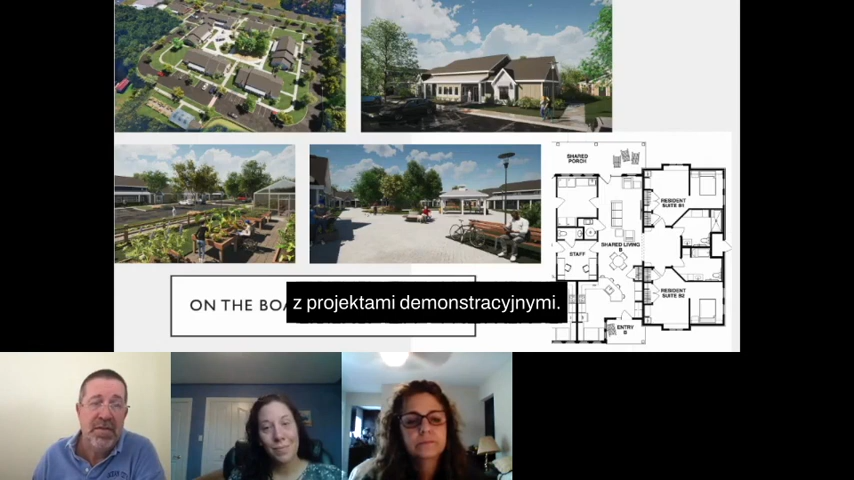 SHARED
PORCH
RESIDENT
SUITE B1
SHARED LIVING
B
STAFF
RESIDENT
SUITE B2
ENTRY
B
ON THE BOA
z projektami demonstracyjnymi.